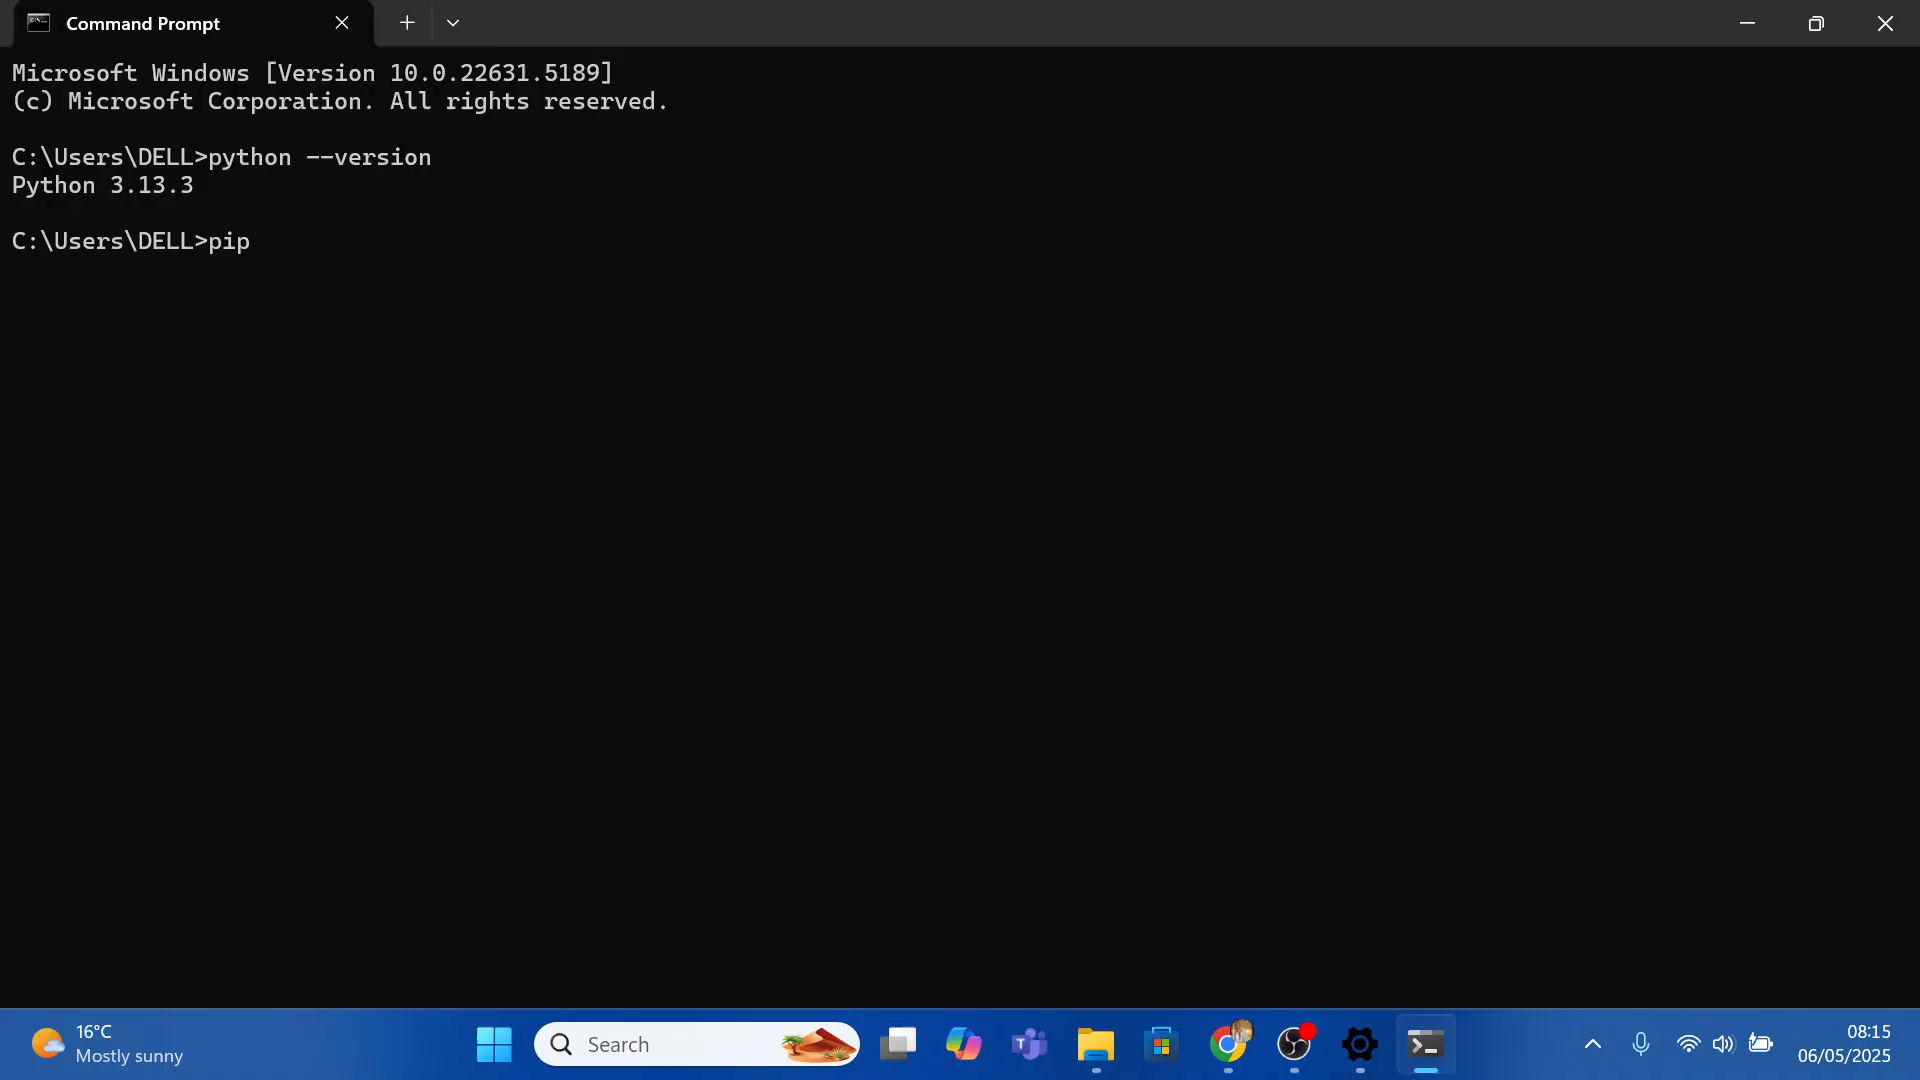 Command Prompt
Microsoft Windows [Version 10.0.22631.5189]
(c) Microsoft Corporation. All rights reserved.
C:\Users\DELL>python --version
Python 3.13.3
C:\Users\DELL>pip
16°C
Mostly sunny
Search
08:15
06/05/2025